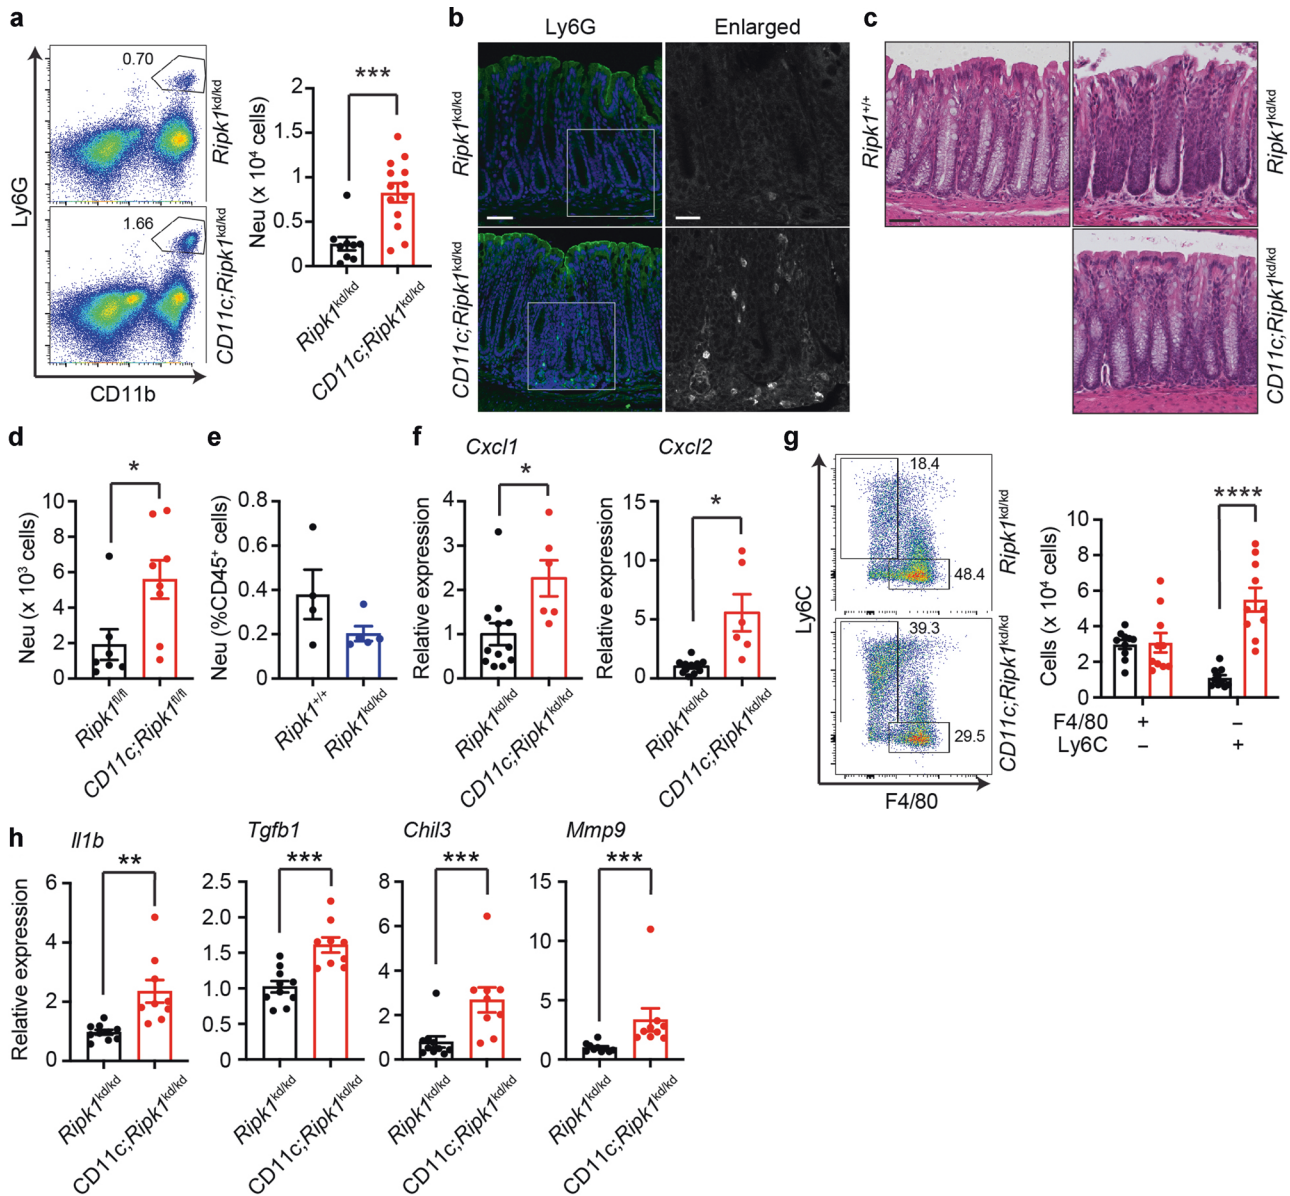 a
0.70
1.66
Ly6G
CD11b
Ripk1kd/kd
CD11c;Ripk1kd/kd
***
Neu (x 10⁴ cells)
2
1.5
1
0.5
0
Ripk1kd/kd
CD11c;Ripk1kd/kd
b
Ly6G
Enlarged
Ripk1kd/kd
CD11c;Ripk1kd/kd
c
Ripk1+/+
Ripk1kd/kd
CD11c;Ripk1kd/kd
d
*
Neu (x 10³ cells)
10
8
6
4
2
0
Ripk1fl/fl
CD11c;Ripk1fl/fl
e
Neu (%CD45⁺ cells)
0.8
0.6
0.4
0.2
0
Ripk1+/+
Ripk1kd/kd
f
Cxcl1
*
Relative expression
4
3
2
1
0
Ripk1kd/kd
CD11c;Ripk1kd/kd
Cxcl2
*
Relative expression
15
10
5
0
Ripk1kd/kd
CD11c;Ripk1kd/kd
g
18.4
48.4
39.3
29.5
Ly6C
F4/80
Ripk1kd/kd
CD11c;Ripk1kd/kd
****
Cells (x 10⁴ cells)
10
8
6
4
2
0
F4/80 + –
Ly6C – +
h
Il1b
**
Relative expression
6
4
2
0
Ripk1kd/kd
CD11c;Ripk1kd/kd
Tgfb1
***
2.5
2.0
1.5
1.0
0.5
0
Ripk1kd/kd
CD11c;Ripk1kd/kd
Chil3
***
8
6
4
2
0
Ripk1kd/kd
CD11c;Ripk1kd/kd
Mmp9
***
15
10
5
0
Ripk1kd/kd
CD11c;Ripk1kd/kd